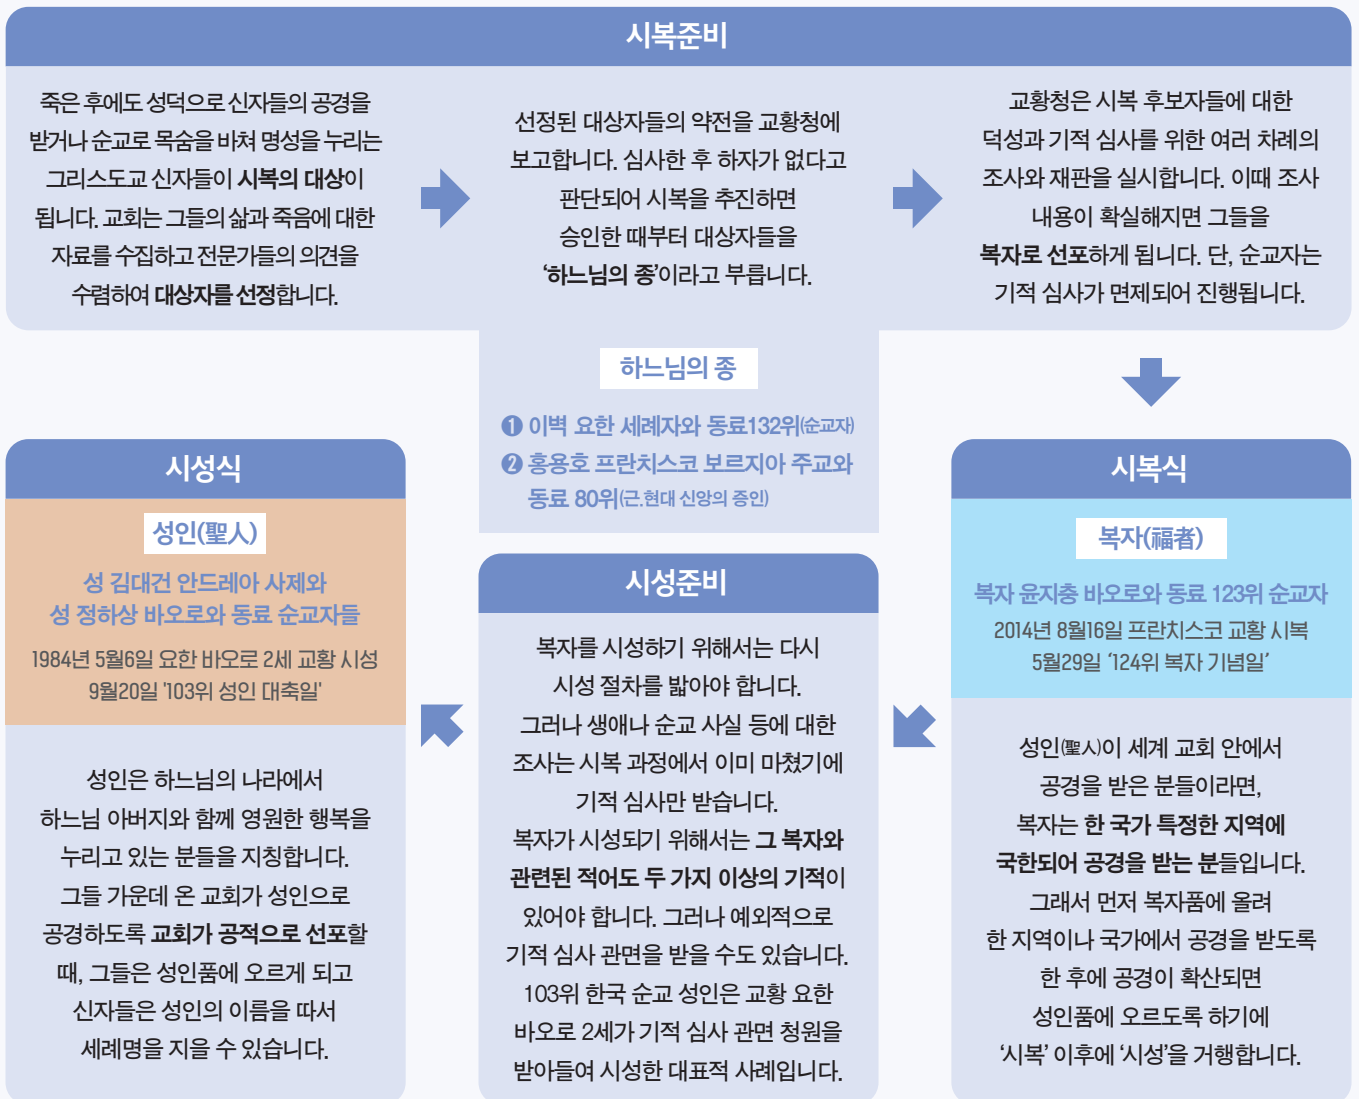 시복준비
죽은 후에도 성덕으로 신자들의 공경을
받거나 순교로 목숨을 바쳐 명성을 누리는
그리스도교 신자들이 시복의 대상이
됩니다. 교회는 그들의 삶과 죽음에 대한
자료를 수집하고 전문가들의 의견을
수렴하여 대상자를 선정합니다.
선정된 대상자들의 약전을 교황청에
보고합니다. 심사한 후 하자가 없다고
판단되어 시복을 추진하면
승인한 때부터 대상자들을
‘하느님의 종’이라고 부릅니다.
교황청은 시복 후보자들에 대한
덕성과 기적 심사를 위한 여러 차례의
조사와 재판을 실시합니다. 이때 조사
내용이 확실해지면 그들을
복자로 선포하게 됩니다. 단, 순교자는
기적 심사가 면제되어 진행됩니다.
하느님의 종
❶ 이벽 요한 세례자와 동료132위(순교자)
❷ 홍용호 프란치스코 보르지아 주교와
동료 80위(근.현대 신앙의 증인)
시복식
복자(福者)
복자 윤지충 바오로와 동료 123위 순교자
2014년 8월16일 프란치스코 교황 시복
5월29일 ‘124위 복자 기념일’
성인(聖人)이 세계 교회 안에서
공경을 받은 분들이라면,
복자는 한 국가 특정한 지역에
국한되어 공경을 받는 분들입니다.
그래서 먼저 복자품에 올려
한 지역이나 국가에서 공경을 받도록
한 후에 공경이 확산되면
성인품에 오르도록 하기에
‘시복’ 이후에 ‘시성’을 거행합니다.
시성준비
복자를 시성하기 위해서는 다시
시성 절차를 밟아야 합니다.
그러나 생애나 순교 사실 등에 대한
조사는 시복 과정에서 이미 마쳤기에
기적 심사만 받습니다.
복자가 시성되기 위해서는 그 복자와
관련된 적어도 두 가지 이상의 기적이
있어야 합니다. 그러나 예외적으로
기적 심사 관면을 받을 수도 있습니다.
103위 한국 순교 성인은 교황 요한
바오로 2세가 기적 심사 관면 청원을
받아들여 시성한 대표적 사례입니다.
시성식
성인(聖人)
성 김대건 안드레아 사제와
성 정하상 바오로와 동료 순교자들
1984년 5월6일 요한 바오로 2세 교황 시성
9월20일 '103위 성인 대축일'
성인은 하느님의 나라에서
하느님 아버지와 함께 영원한 행복을
누리고 있는 분들을 지칭합니다.
그들 가운데 온 교회가 성인으로
공경하도록 교회가 공적으로 선포할
때, 그들은 성인품에 오르게 되고
신자들은 성인의 이름을 따서
세례명을 지을 수 있습니다.